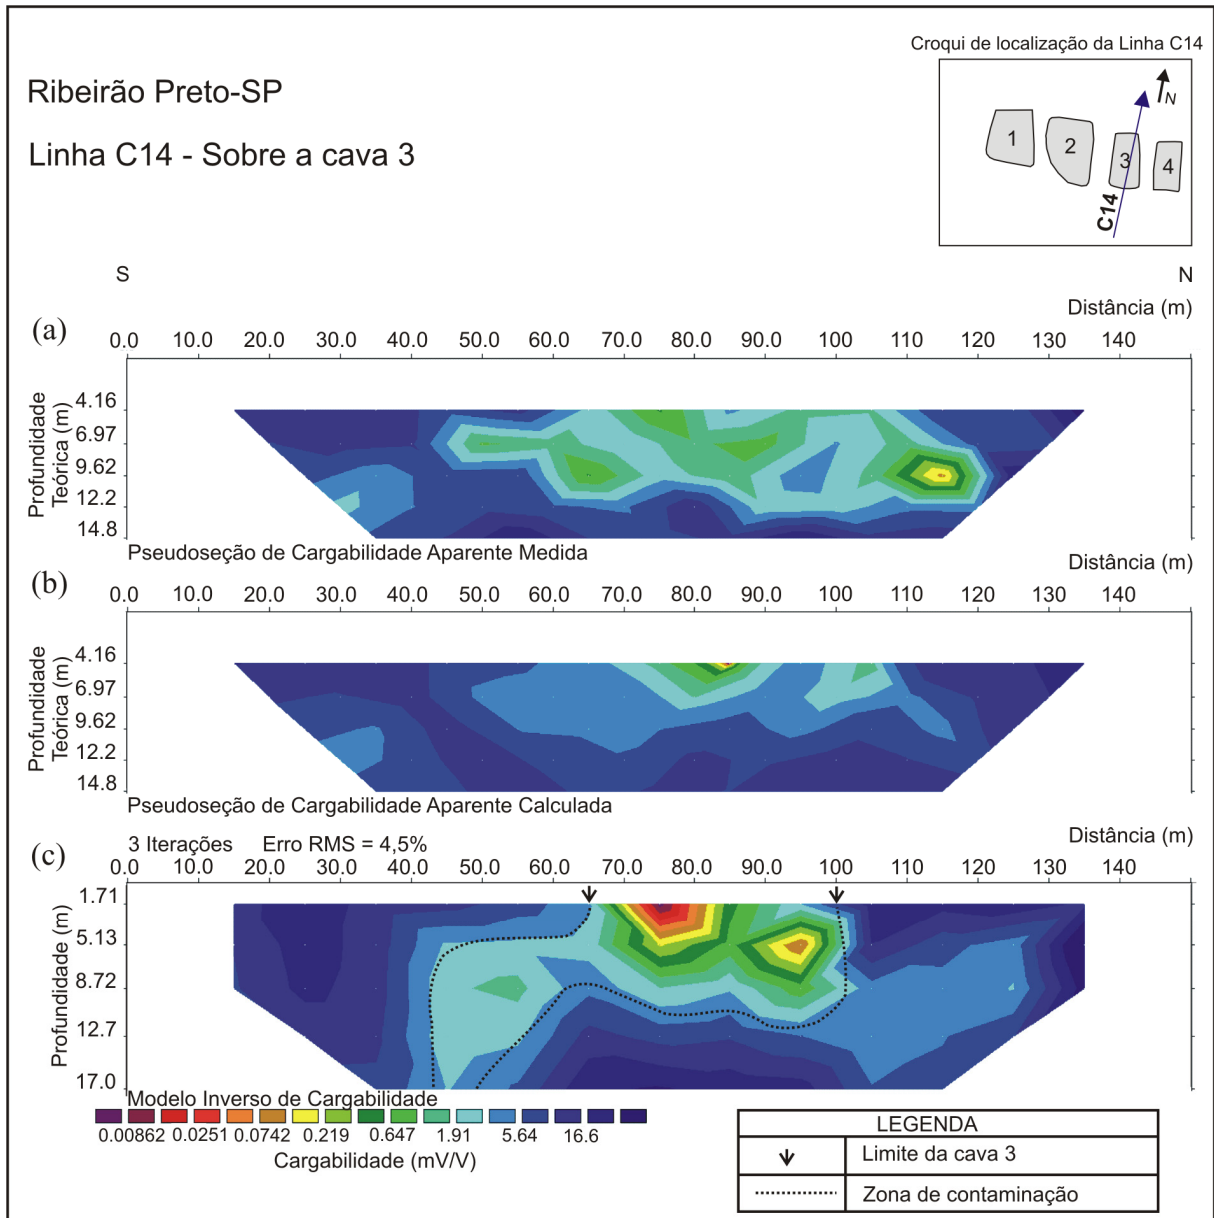 Croqui de localização da Linha C14
Ribeirão Preto-SP
Linha C14 - Sobre a cava 3
N
1 2 3 4
C14
S N
Distância (m)
(a)
0.0 10.0 20.0 30.0 40.0 50.0 60.0 70.0 80.0 90.0 100 110 120 130 140
Profundidade
Teórica (m)
4.16
6.97
9.62
12.2
14.8
Pseudoseção de Cargabilidade Aparente Medida
Distância (m)
(b)
0.0 10.0 20.0 30.0 40.0 50.0 60.0 70.0 80.0 90.0 100 110 120 130 140
Profundidade
Teórica (m)
4.16
6.97
9.62
12.2
14.8
Pseudoseção de Cargabilidade Aparente Calculada
3 Iterações Erro RMS = 4,5%
Distância (m)
(c)
0.0 10.0 20.0 30.0 40.0 50.0 60.0 70.0 80.0 90.0 100 110 120 130 140
Profundidade (m)
1.71
5.13
8.72
12.7
17.0
Modelo Inverso de Cargabilidade
0.00862 0.0251 0.0742 0.219 0.647 1.91 5.64 16.6
Cargabilidade (mV/V)
LEGENDA
Limite da cava 3
Zona de contaminação